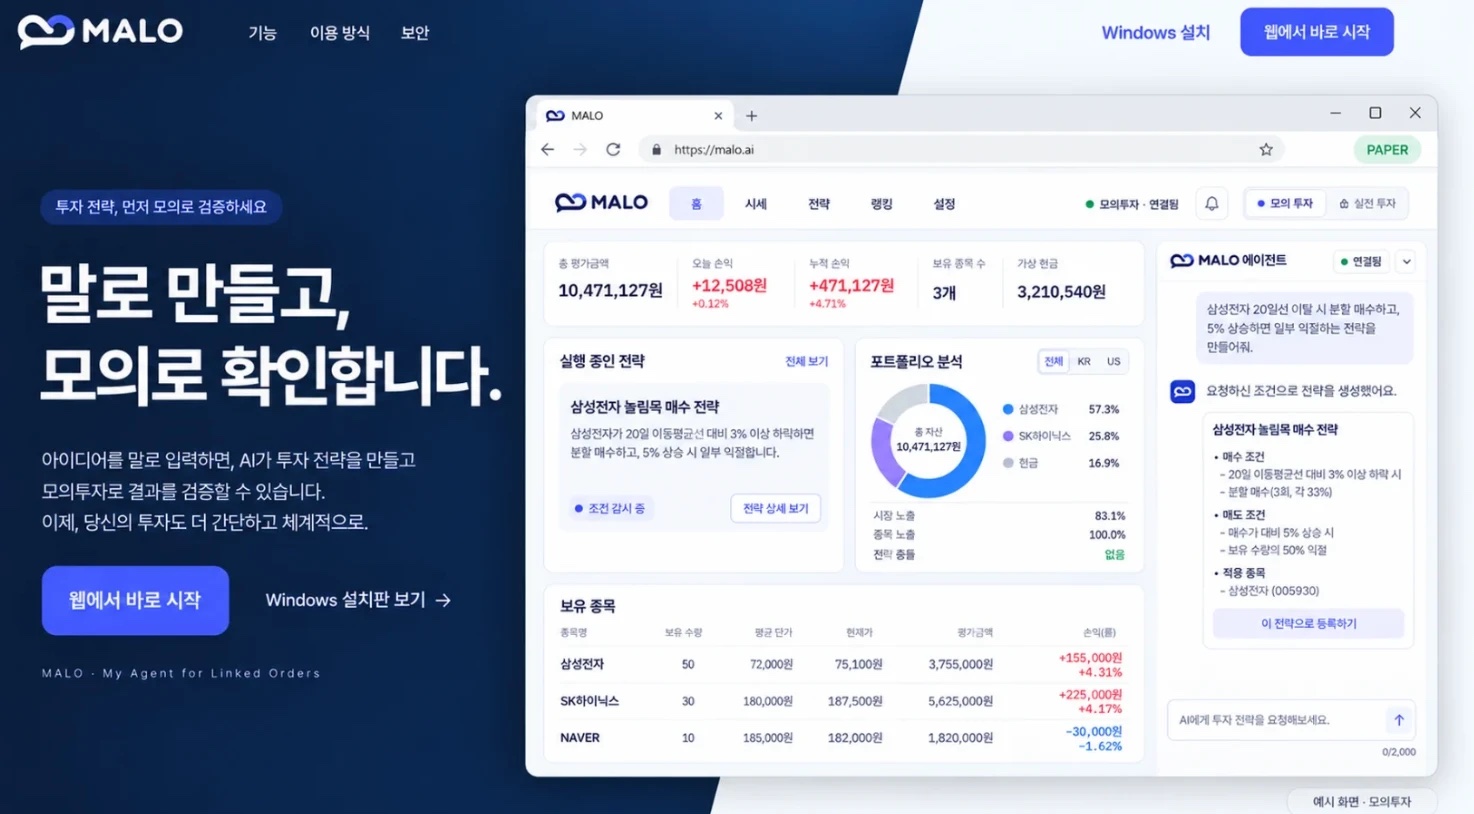 MALO
기능
이용 방식
보안
Windows 설치
웹에서 바로 시작
투자 전략, 먼저 모의로 검증하세요
말로 만들고,
모의로 확인합니다.
아이디어를 말로 입력하면, AI가 투자 전략을 만들고
모의투자로 결과를 검증할 수 있습니다.
이제, 당신의 투자도 더 간단하고 체계적으로.
웹에서 바로 시작
Windows 설치판 보기 →
MALO · My Agent for Linked Orders
MALO
https://malo.ai
PAPER
MALO
홈
시세
전략
랭킹
설정
모의투자 · 연결됨
모의 투자
실전 투자
총 평가금액
10,471,127원
오늘 손익
+12,508원
+0.12%
누적 손익
+471,127원
+4.71%
보유 종목 수
3개
가상 현금
3,210,540원
실행 중인 전략
전체 보기
삼성전자 눌림목 매수 전략
삼성전자가 20일 이동평균선 대비 3% 이상 하락하면
분할 매수하고, 5% 상승 시 일부 익절합니다.
조건 감시 중
전략 상세 보기
포트폴리오 분석
전체 KR US
총 자산
10,471,127원
삼성전자 57.3%
SK하이닉스 25.8%
현금 16.9%
시장 노출 83.1%
종목 노출 100.0%
전략 충돌 없음
보유 종목
종목명 보유 수량 평균 단가 현재가 평가금액 손익(률)
삼성전자 50 72,000원 75,100원 3,755,000원 +155,000원
+4.31%
SK하이닉스 30 180,000원 187,500원 5,625,000원 +225,000원
+4.17%
NAVER 10 185,000원 182,000원 1,820,000원 -30,000원
-1.62%
MALO 에이전트
연결됨
삼성전자 20일선 이탈 시 분할 매수하고,
5% 상승하면 일부 익절하는 전략을
만들어줘.
요청하신 조건으로 전략을 생성했어요.
삼성전자 눌림목 매수 전략
• 매수 조건
- 20일 이동평균선 대비 3% 이상 하락 시
- 분할 매수(3회, 각 33%)
• 매도 조건
- 매수가 대비 5% 상승 시
- 보유 수량의 50% 익절
• 적용 종목
- 삼성전자 (005930)
이 전략으로 등록하기
AI에게 투자 전략을 요청해보세요.
0/2,000
예시 화면 · 모의투자